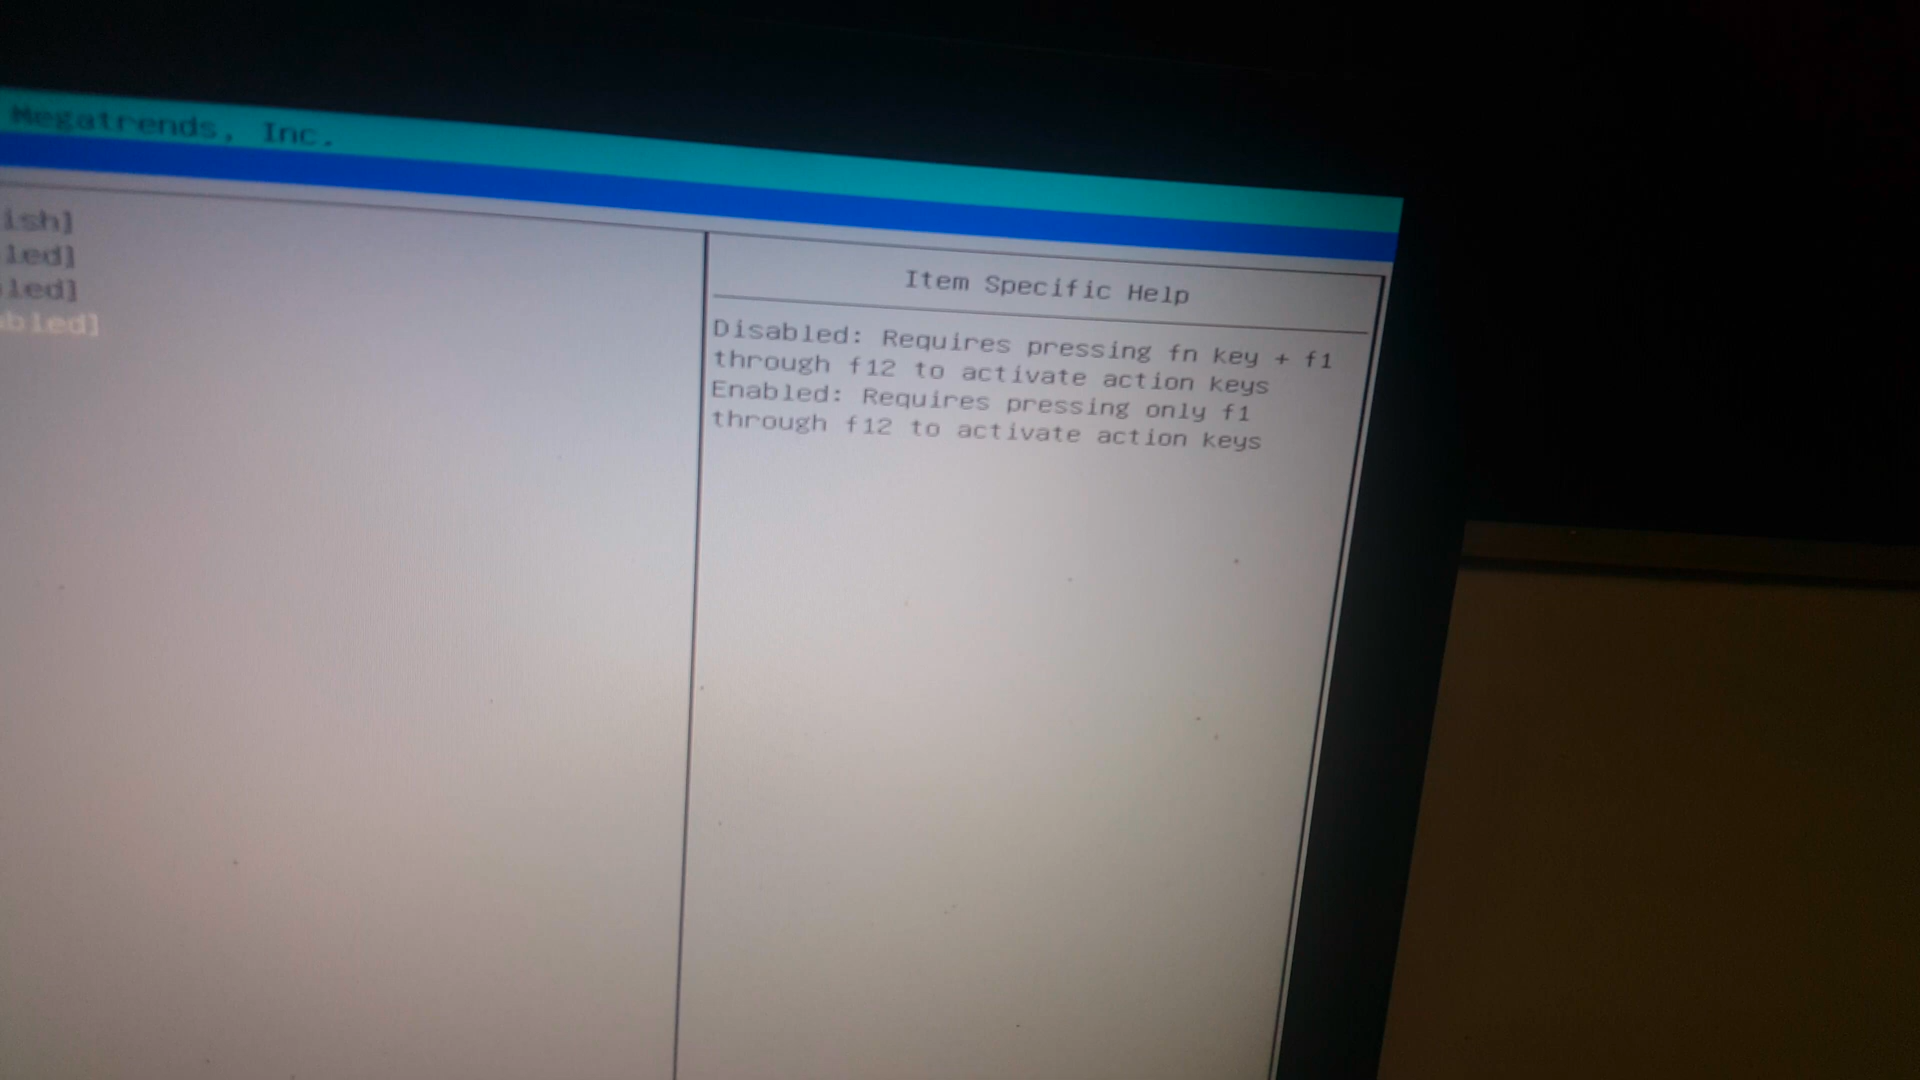 Megatrends, Inc.
ish]
led]
led]
bled]
Item Specific Help
Disabled: Requires pressing fn key + f1
through f12 to activate action keys
Enabled: Requires pressing only f1
through f12 to activate action keys